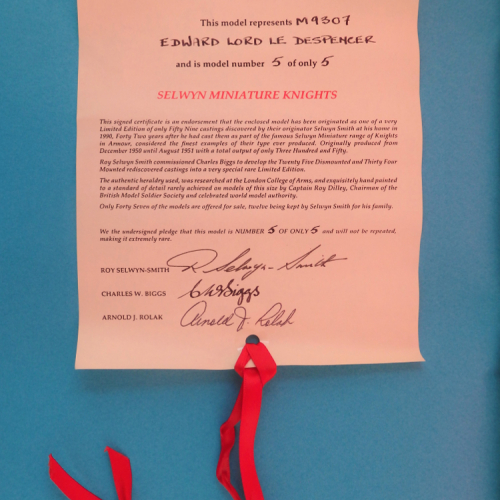 This model represents M9307
EDWARD LORD LE DESPENCER
and is model number 5 of only 5
SELWYN MINIATURE KNIGHTS
This signed certificate is an endorsement that the enclosed model has been originated as one of a very
Limited Edition of only Fifty Nine castings discovered by their originator Selwyn Smith at his home in
1990, Forty Two years after he had cast them as part of the famous Selwyn Miniature range of Knights
in Armour, considered the finest examples of their type ever produced. Originally produced from
December 1950 until August 1951 with a total output of only Three Hundred and Fifty.
Roy Selwyn Smith commissioned Charles Biggs to develop the Twenty Five Dismounted and Thirty Four
Mounted rediscovered castings into a very special rare Limited Edition.
The authentic heraldry used, was researched at the London College of Arms, and exquisitely hand painted
to a standard of detail rarely achieved on models of this size by Captain Roy Dilley, Chairman of the
British Model Soldier Society and celebrated world model authority.
Only Forty Seven of the models are offered for sale, twelve being kept by Selwyn Smith for his family.
We the undersigned pledge that this model is NUMBER 5 OF ONLY 5 and will not be repeated,
making it extremely rare.
ROY SELWYN-SMITH R Selwyn-Smith
CHARLES W. BIGGS C W Biggs
ARNOLD J. ROLAK Arnold J. Rolak